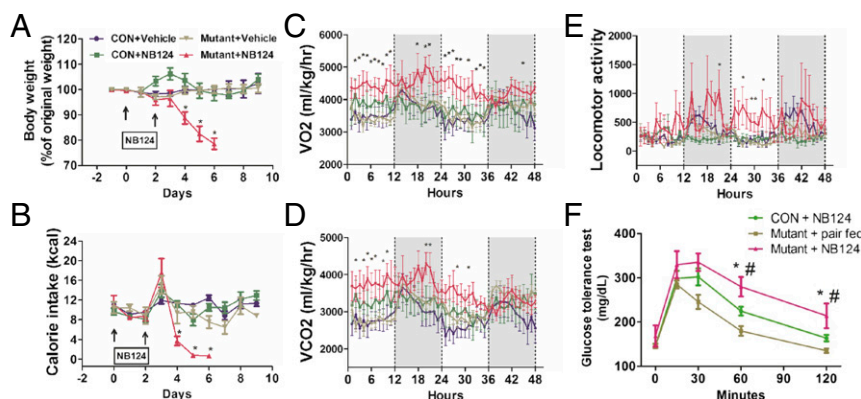 A
CON+Vehicle
Mutant+Vehicle
CON+NB124
Mutant+NB124
Body weight
(%of original weight)
120
110
100
90
80
70
NB124
* * *
-2 0 2 4 6 8 10
Days
B
Calorie intake (kcal)
28
24
20
16
12
8
4
0
NB124
* * *
-2 0 2 4 6 8 10
Days
C
VO2 (ml/kg/hr)
6000
5000
4000
3000
2000
0 6 12 18 24 30 36 42 48
Hours
D
VCO2 (ml/kg/hr)
6000
5000
4000
3000
2000
0 6 12 18 24 30 36 42 48
Hours
E
Locomotor activity
2000
1500
1000
500
0
0 6 12 18 24 30 36 42 48
Hours
F
CON + NB124
Mutant + pair fed
Mutant + NB124
Glucose tolerance test
(mg/dL)
400
300
200
100
* #
* #
0 30 60 90 120
Minutes